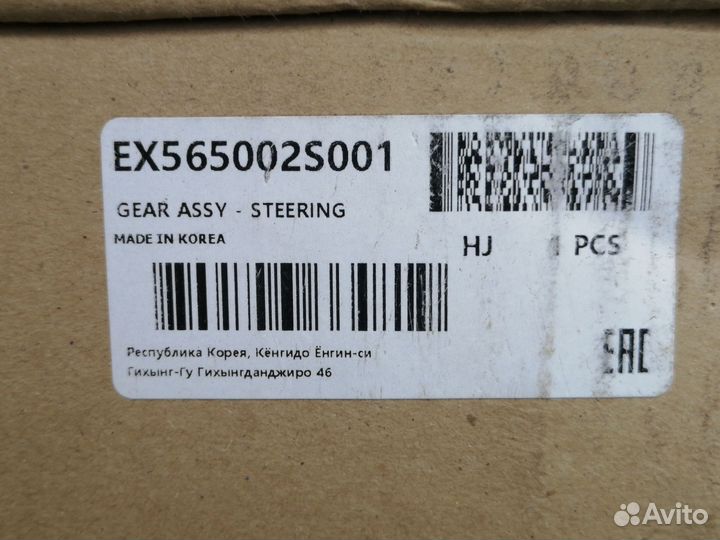 EX565002S001
GEAR ASSY - STEERING
MADE IN KOREA
HJ 1 PCS
Республика Корея, Кёнгидо Ёнгин-си
Гихынг-Гу Гихынгданджиро 46
EAC
Avito